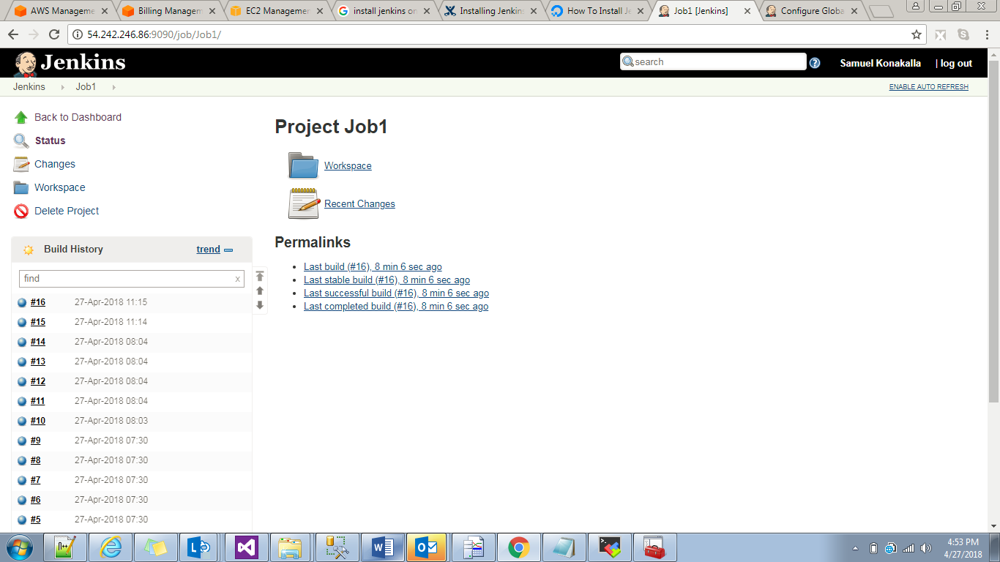 AWS Manageme
Billing Managem
EC2 Managemen
install jenkins on
Installing Jenkins
How To Install Je
Job1 [Jenkins]
Configure Globa
54.242.246.86:9090/job/Job1/
Jenkins
search
Samuel Konakalla
| log out
Jenkins
Job1
ENABLE AUTO REFRESH
Back to Dashboard
Status
Changes
Workspace
Delete Project
Build History
trend
find
x
#16 27-Apr-2018 11:15
#15 27-Apr-2018 11:14
#14 27-Apr-2018 08:04
#13 27-Apr-2018 08:04
#12 27-Apr-2018 08:04
#11 27-Apr-2018 08:04
#10 27-Apr-2018 08:03
#9 27-Apr-2018 07:30
#8 27-Apr-2018 07:30
#7 27-Apr-2018 07:30
#6 27-Apr-2018 07:30
#5 27-Apr-2018 07:30
Project Job1
Workspace
Recent Changes
Permalinks
Last build (#16), 8 min 6 sec ago
Last stable build (#16), 8 min 6 sec ago
Last successful build (#16), 8 min 6 sec ago
Last completed build (#16), 8 min 6 sec ago
4:53 PM
4/27/2018